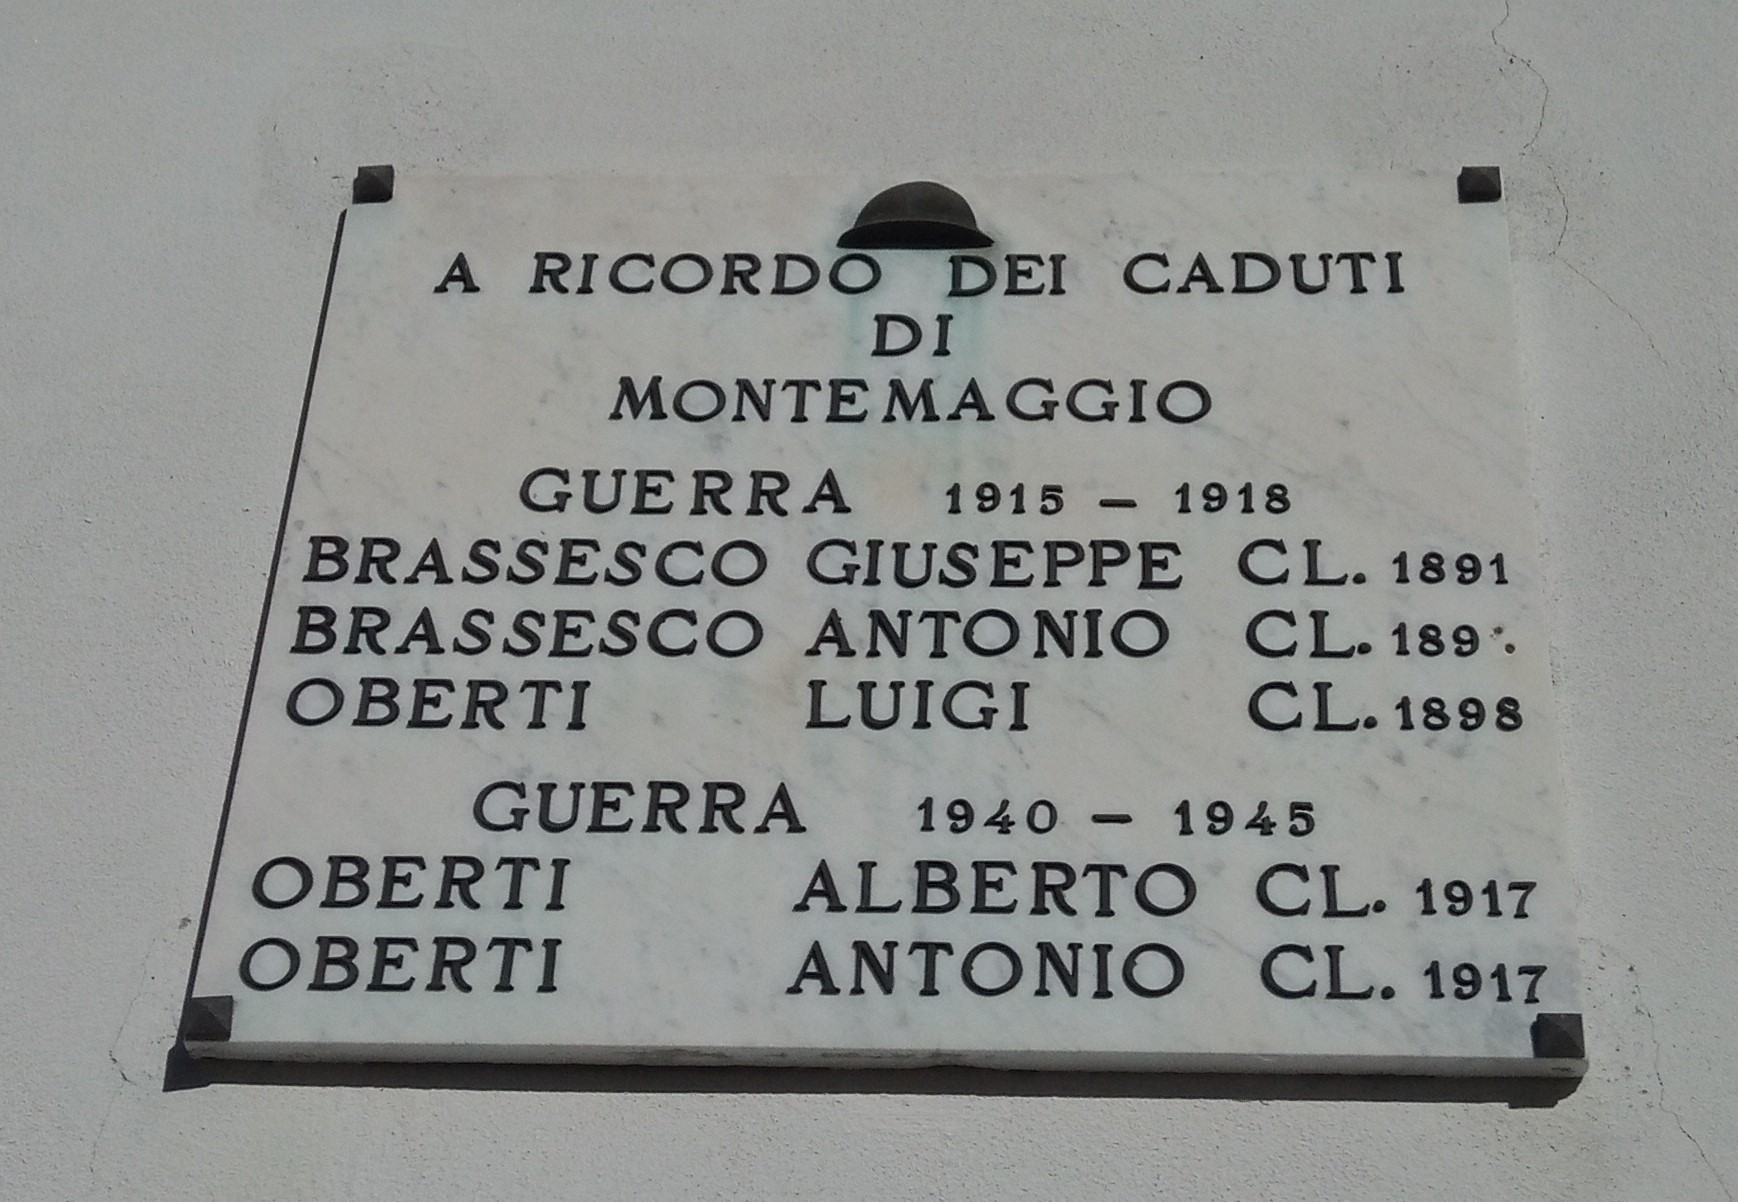 A RICORDO DEI CADUTI
DI
MONTEMAGGIO
GUERRA 1915 – 1918
BRASSESCO GIUSEPPE CL. 1891
BRASSESCO ANTONIO CL.
OBERTI LUIGI CL. 1898
GUERRA 1940 – 1945
OBERTI ALBERTO CL. 1917
OBERTI ANTONIO CL. 1917